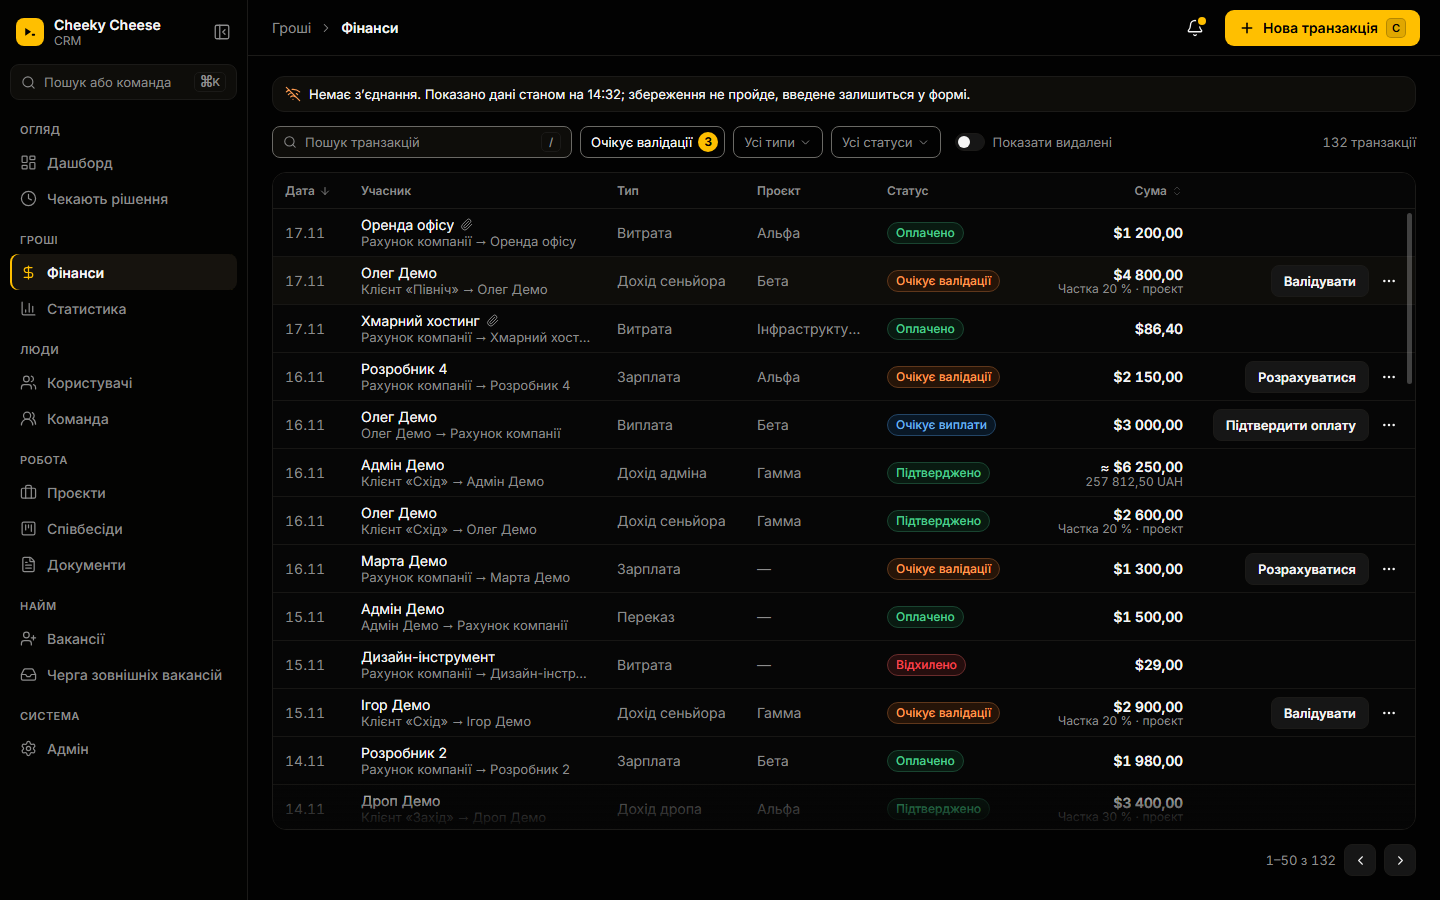 Cheeky Cheese
CRM
Пошук або команда ⌘K
ОГЛЯД
Дашборд
Чекають рішення
ГРОШІ
Фінанси
Статистика
ЛЮДИ
Користувачі
Команда
РОБОТА
Проєкти
Співбесіди
Документи
НАЙМ
Вакансії
Черга зовнішніх вакансій
СИСТЕМА
Адмін
Гроші Фінанси
Нова транзакція C
Немає з’єднання. Показано дані станом на 14:32; збереження не пройде, введене залишиться у формі.
Пошук транзакцій / Очікує валідації 3 Усі типи Усі статуси Показати видалені 132 транзакції
Дата Учасник Тип Проєкт Статус Сума
17.11 Оренда офісу Витрата Альфа Оплачено $1 200,00
Рахунок компанії → Оренда офісу
17.11 Олег Демо Дохід сеньйора Бета Очікує валідації $4 800,00 Валідувати
Клієнт «Північ» → Олег Демо Частка 20 % · проєкт
17.11 Хмарний хостинг Витрата Інфраструкту... Оплачено $86,40
Рахунок компанії → Хмарний хост...
16.11 Розробник 4 Зарплата Альфа Очікує валідації $2 150,00 Розрахуватися
Рахунок компанії → Розробник 4
16.11 Олег Демо Виплата Бета Очікує виплати $3 000,00 Підтвердити оплату
Олег Демо → Рахунок компанії
16.11 Адмін Демо Дохід адміна Гамма Підтверджено ≈ $6 250,00
Клієнт «Схід» → Адмін Демо 257 812,50 UAH
16.11 Олег Демо Дохід сеньйора Гамма Підтверджено $2 600,00
Клієнт «Схід» → Олег Демо Частка 20 % · проєкт
16.11 Марта Демо Зарплата — Очікує валідації $1 300,00 Розрахуватися
Рахунок компанії → Марта Демо
15.11 Адмін Демо Переказ — Оплачено $1 500,00
Адмін Демо → Рахунок компанії
15.11 Дизайн-інструмент Витрата — Відхилено $29,00
Рахунок компанії → Дизайн-інстр...
15.11 Ігор Демо Дохід сеньйора Гамма Очікує валідації $2 900,00 Валідувати
Клієнт «Схід» → Ігор Демо Частка 20 % · проєкт
14.11 Розробник 2 Зарплата Бета Оплачено $1 980,00
Рахунок компанії → Розробник 2
14.11 Дроп Демо Дохід дропа Альфа Підтверджено $3 400,00
Клієнт «Захід» → Дроп Демо Частка 30 % · проєкт
1–50 з 132